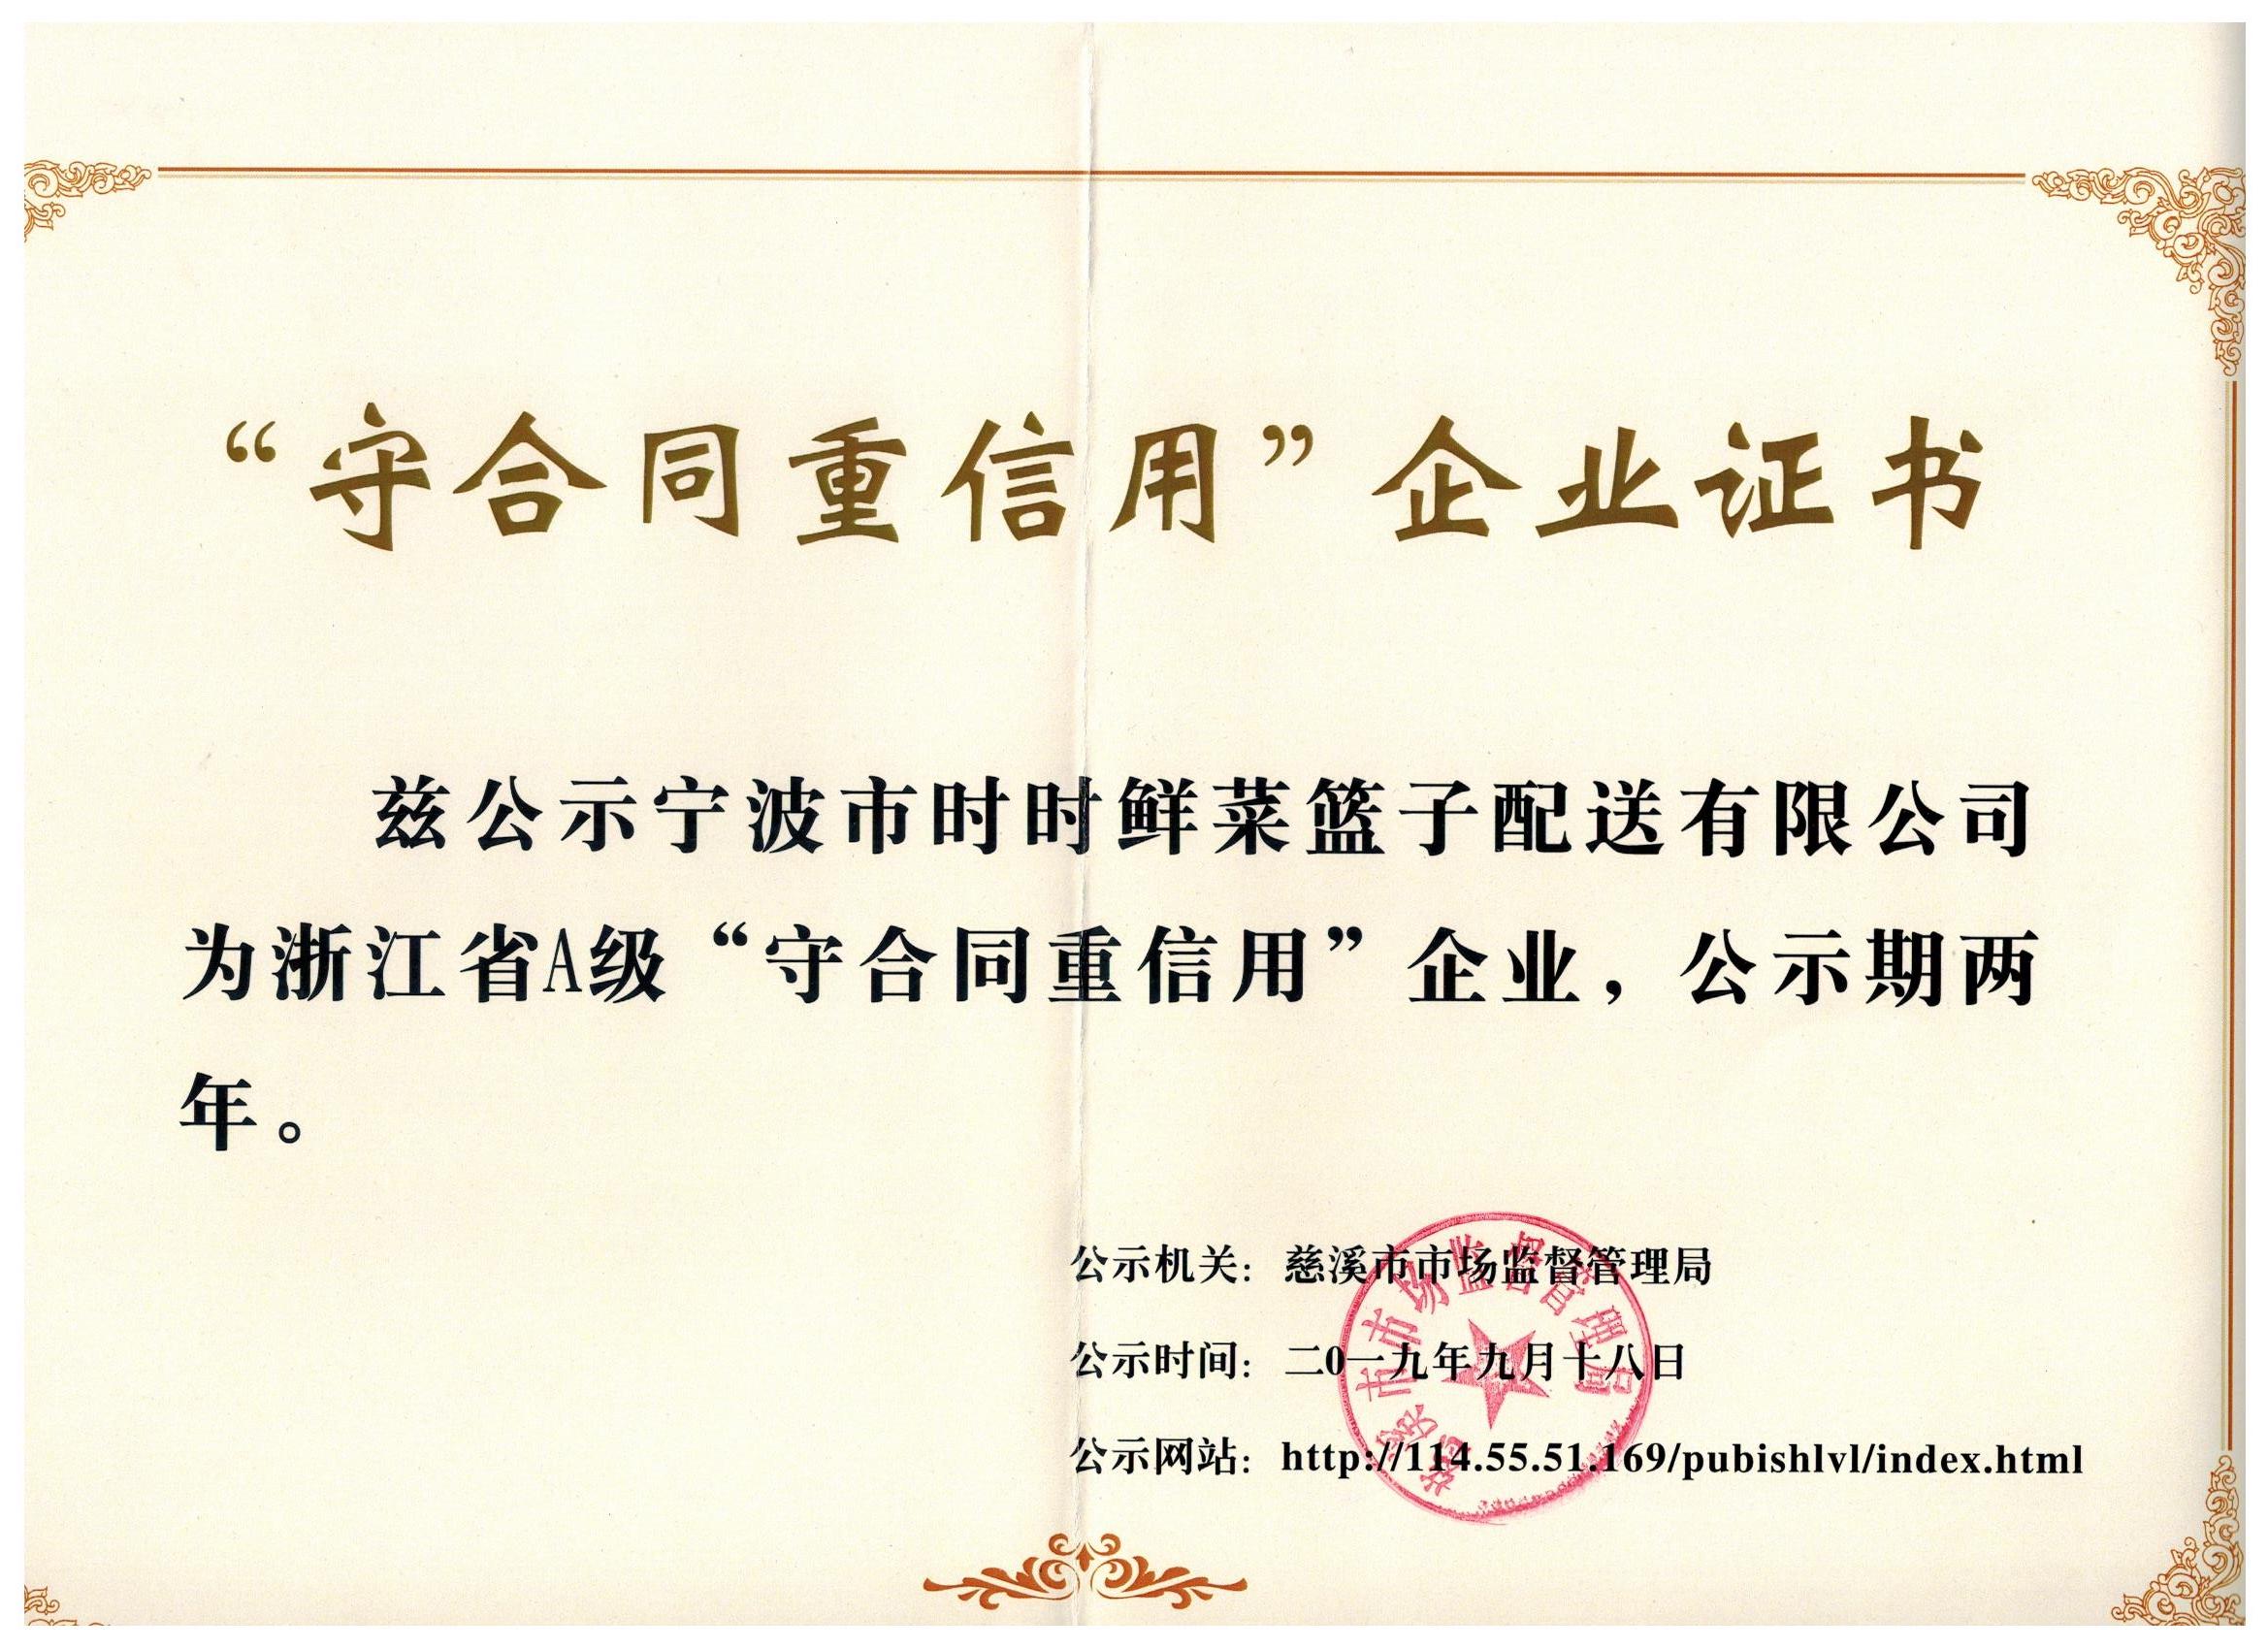 “守合同重信用”企业证书
兹公示宁波市时时鲜菜篮子配送有限公司
为浙江省A级“守合同重信用”企业，公示期两
年。
公示机关：慈溪市市场监督管理局
公示时间：二0一九年九月十八日
公示网站：http://114.55.51.169/pubishlvl/index.html
慈溪市市场监督管理局